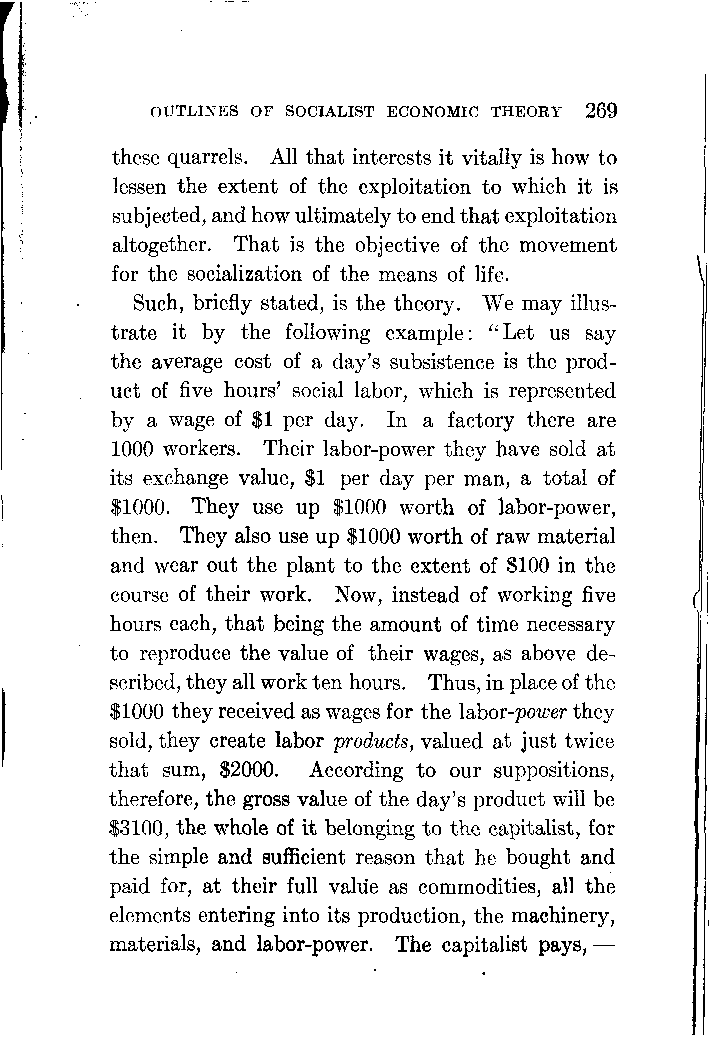 OUTLINES OF SOCIALIST ECONOMIC THEORY 269
these quarrels. All that interests it vitally is how to
lessen the extent of the exploitation to which it is
subjected, and how ultimately to end that exploitation
altogether. That is the objective of the movement
for the socialization of the means of life.
Such, briefly stated, is the theory. We may illus-
trate it by the following example: "Let us say
the average cost of a day's subsistence is the prod-
uct of five hours' social labor, which is represented
by a wage of $1 per day. In a factory there are
1000 workers. Their labor-power they have sold at
its exchange value, $1 per day per man, a total of
$1000. They use up $1000 worth of labor-power,
then. They also use up $1000 worth of raw material
and wear out the plant to the extent of $100 in the
course of their work. Now, instead of working five
hours each, that being the amount of time necessary
to reproduce the value of their wages, as above de-
scribed, they all work ten hours. Thus, in place of the
$1000 they received as wages for the labor-power they
sold, they create labor products, valued at just twice
that sum, $2000. According to our suppositions,
therefore, the gross value of the day's product will be
$3100, the whole of it belonging to the capitalist, for
the simple and sufficient reason that he bought and
paid for, at their full value as commodities, all the
elements entering into its production, the machinery,
materials, and labor-power. The capitalist pays, —